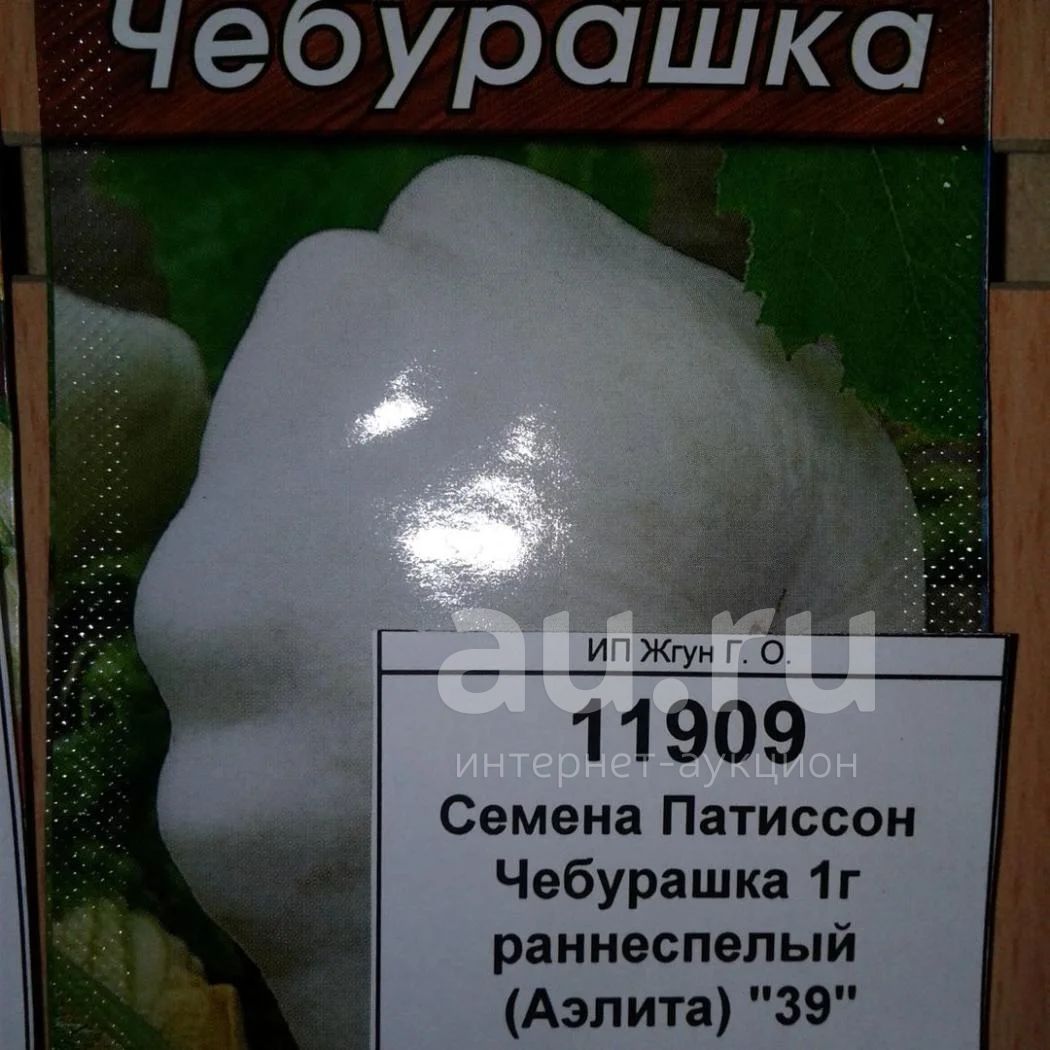 Чебурашка
ИП Жгун Г. О.
au.ru
11909
интернет-аукцион
Семена Патиссон
Чебурашка 1г
раннеспелый
(Аэлита) "39"